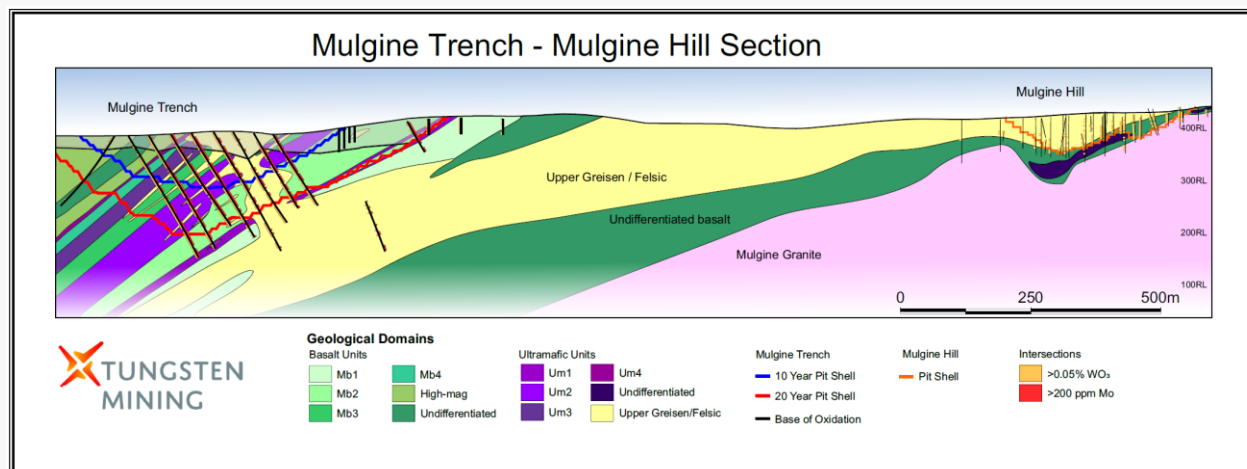 Mulgine Trench - Mulgine Hill Section
Mulgine Trench
Mulgine Hill
400RL
Upper Greisen / Felsic
300RL
Undifferentiated basalt
200RL
Mulgine Granite
100RL
0 250 500m
TUNGSTEN
MINING
Geological Domains
Basalt Units
Mb1
Mb2
Mb3
Mb4
High-mag
Undifferentiated
Ultramafic Units
Um1
Um2
Um3
Um4
Undifferentiated
Upper Greisen/Felsic
Mulgine Trench
10 Year Pit Shell
20 Year Pit Shell
Base of Oxidation
Mulgine Hill
Pit Shell
Intersections
>0.05% WO₃
>200 ppm Mo